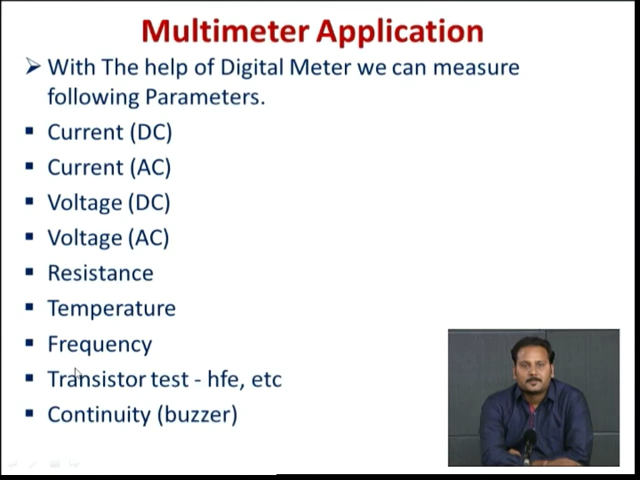 Multimeter Application
➢ With The help of Digital Meter we can measure
following Parameters.
▪ Current (DC)
▪ Current (AC)
▪ Voltage (DC)
▪ Voltage (AC)
▪ Resistance
▪ Temperature
▪ Frequency
▪ Transistor test - hfe, etc
▪ Continuity (buzzer)